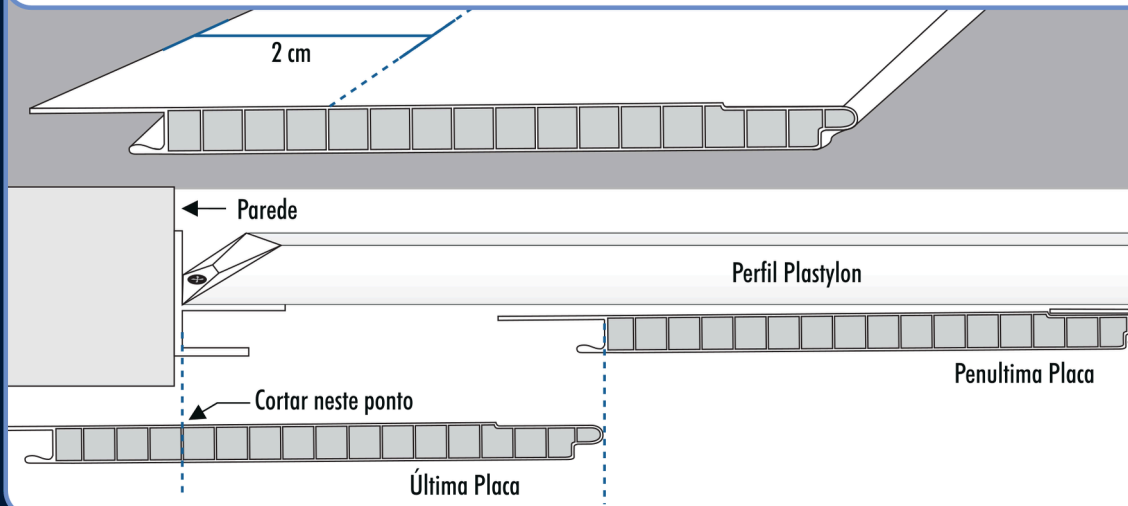 2 cm
Parede
Perfil Plastylon
Penultima Placa
Cortar neste ponto
Última Placa